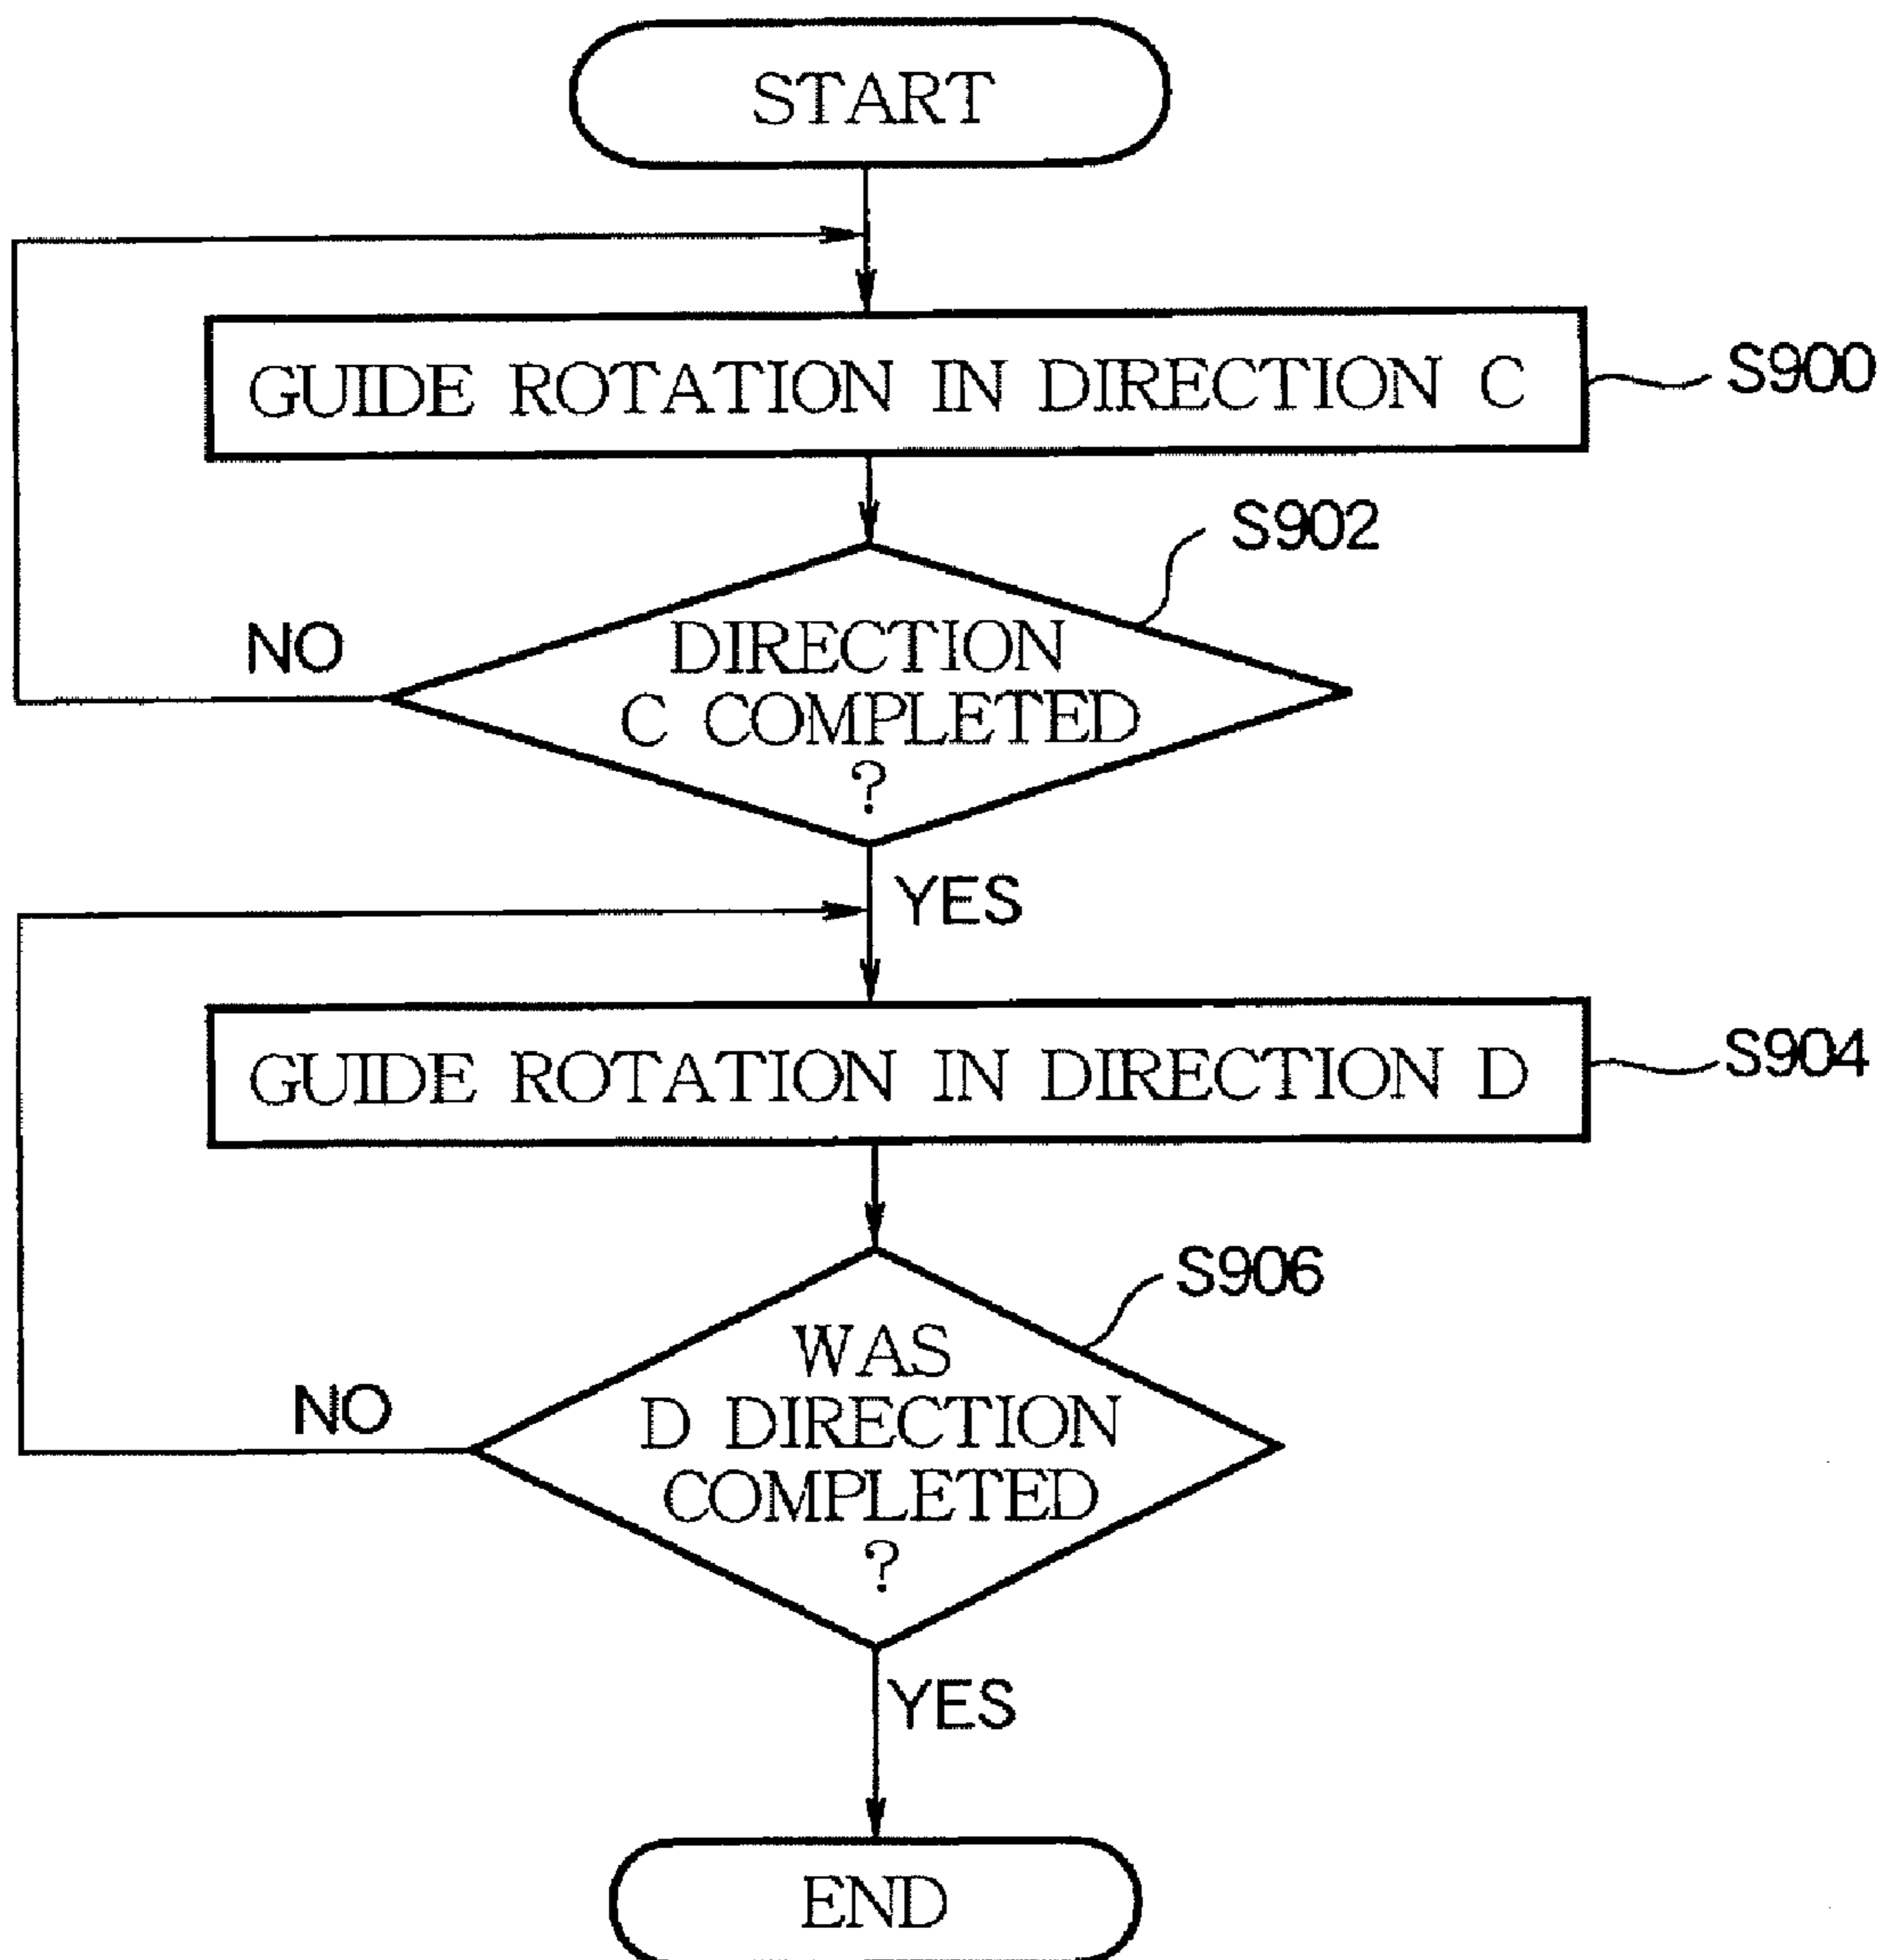 START
GUIDE ROTATION IN DIRECTION C
S900
S902
DIRECTION
C COMPLETED
?
NO
YES
GUIDE ROTATION IN DIRECTION D
S904
S906
WAS
D DIRECTION
COMPLETED
?
NO
YES
END